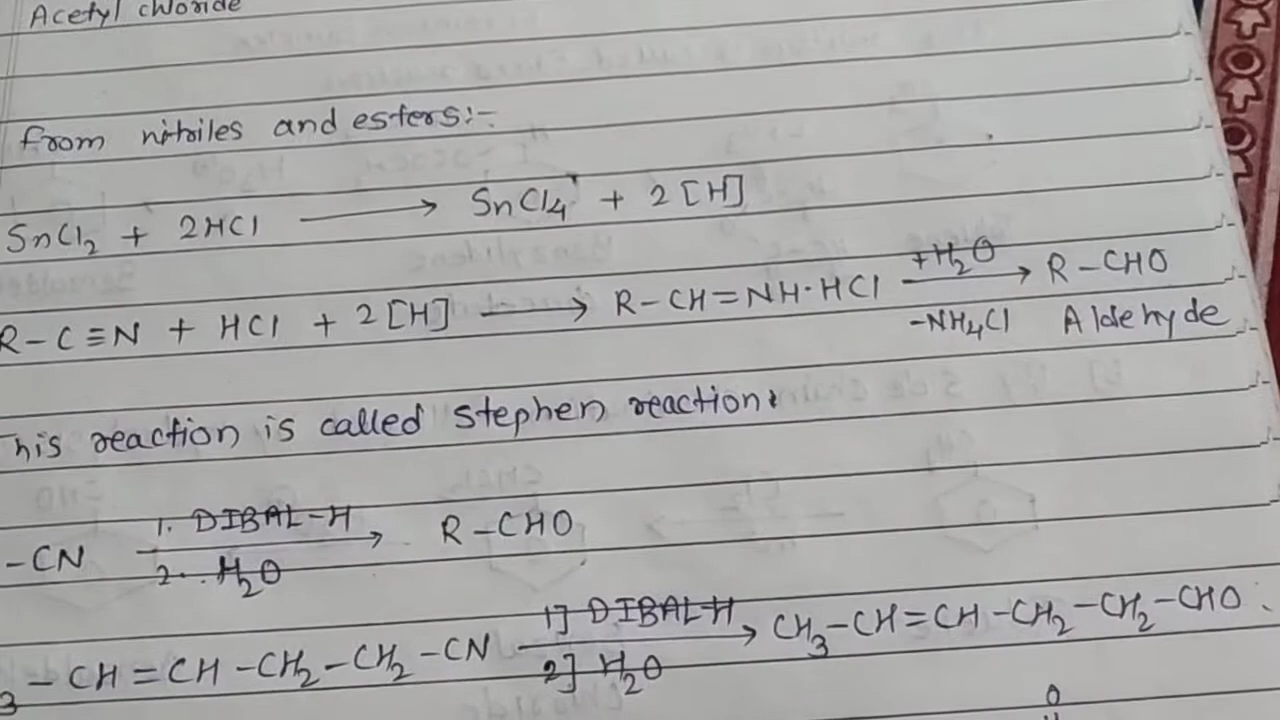 Acetyl chloride
from nitriles and esters:-
SnCl₂ + 2HCl ⟶ SnCl₄ + 2[H]
R-C≡N + HCl + 2[H] ⟶ R-CH=NH·HCl +H₂O ⟶ R-CHO
-NH₄Cl Aldehyde
his reaction is called stephen reaction.
1. DIBAL-H
-CN ⟶ R-CHO
2. H₂O
1] DIBAL-H
3-CH=CH-CH₂-CH₂-CN ⟶ CH₃-CH=CH-CH₂-CH₂-CHO.
2] H₂O
O